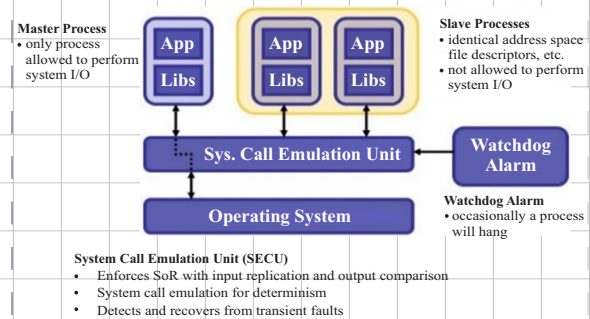 Master Process
• only process
allowed to perform
system I/O
App
Libs
App
Libs
App
Libs
Slave Processes
• identical address space
file descriptors, etc.
• not allowed to perform
system I/O
Sys. Call Emulation Unit
Watchdog
Alarm
Operating System
Watchdog Alarm
• occasionally a process
will hang
System Call Emulation Unit (SECU)
• Enforces SoR with input replication and output comparison
• System call emulation for determinism
• Detects and recovers from transient faults